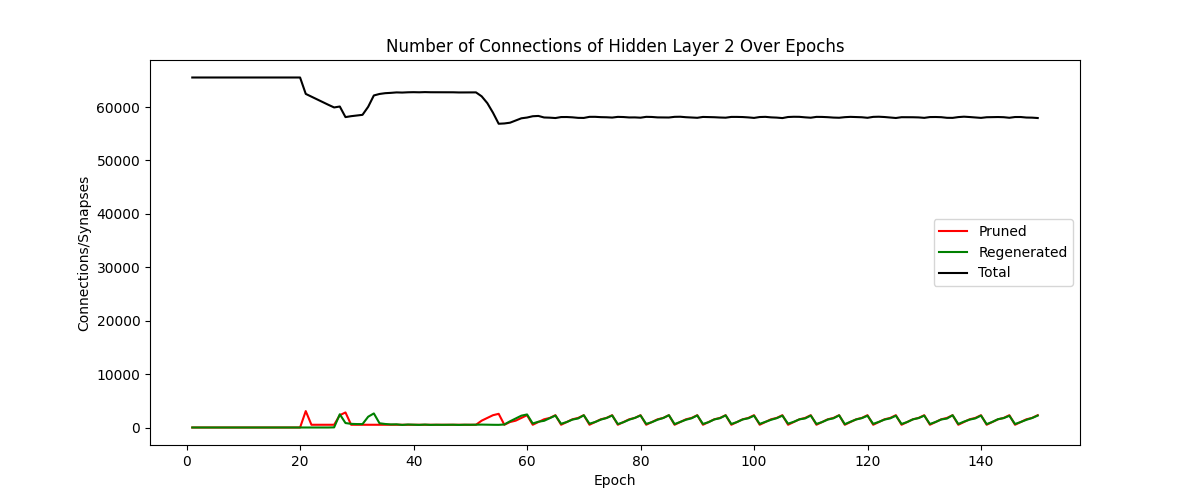 Number of Connections of Hidden Layer 2 Over Epochs
Connections/Synapses
60000
50000
40000
30000
20000
10000
0
Pruned
Regenerated
Total
0 20 40 60 80 100 120 140
Epoch